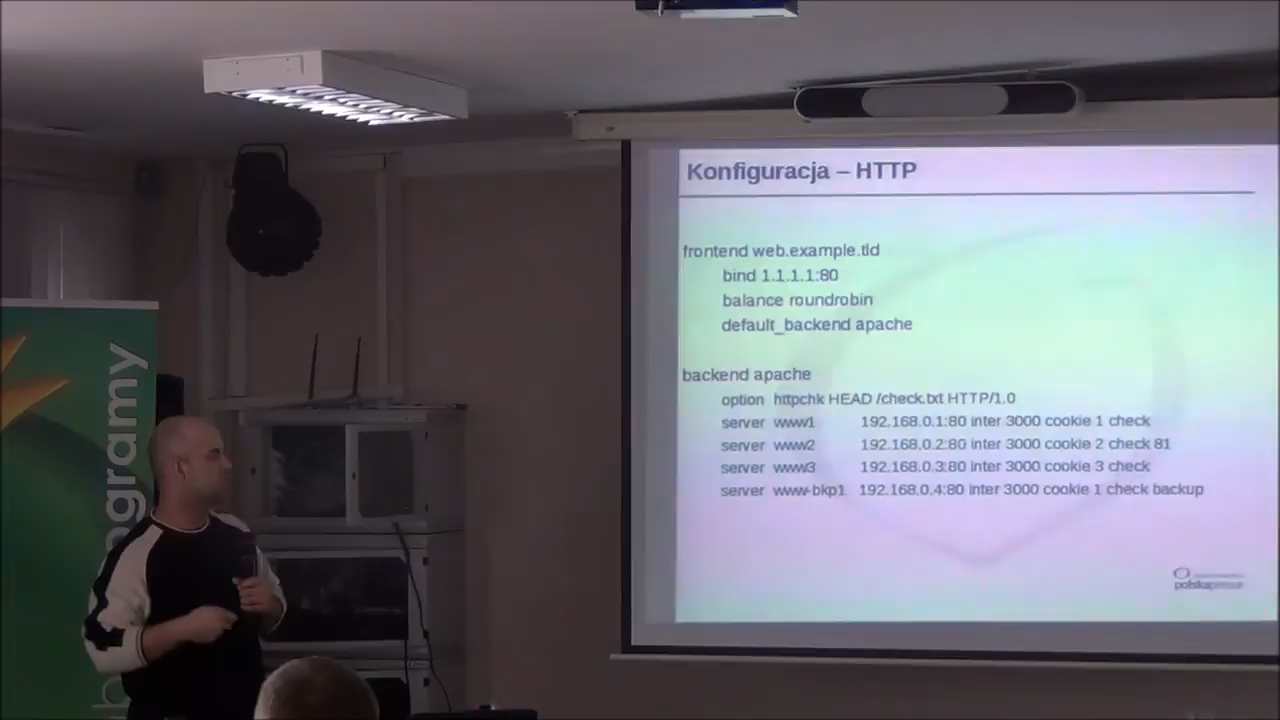 Konfiguracja – HTTP
frontend web.example.tld
bind 1.1.1.1:80
balance roundrobin
default_backend apache
backend apache
option httpchk HEAD /check.txt HTTP/1.0
server www1 192.168.0.1:80 inter 3000 cookie 1 check
server www2 192.168.0.2:80 inter 3000 cookie 2 check 81
server www3 192.168.0.3:80 inter 3000 cookie 3 check
server www-bkp1 192.168.0.4:80 inter 3000 cookie 1 check backup
polskapresse
ogramy